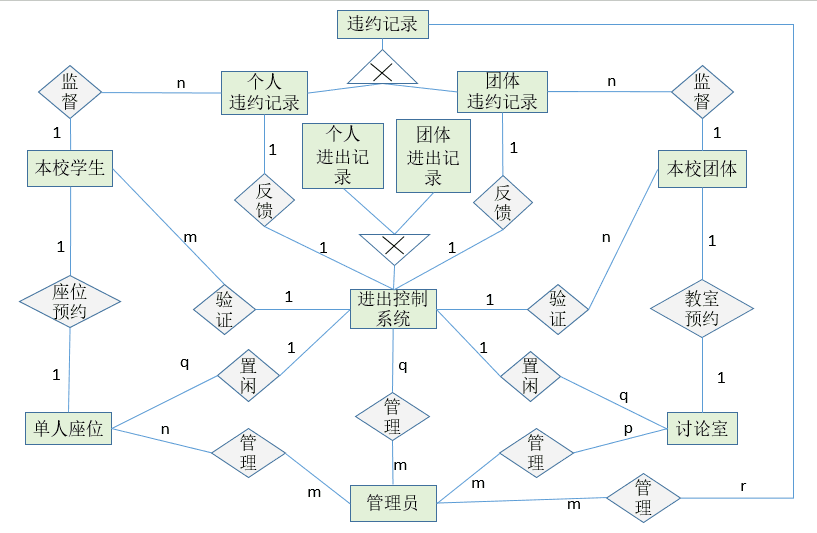 违约记录
监
督
n
个人
违约记录
团体
违约记录
n
监
督
1
1
个人
进出记
录
团体
进出记
录
1
1
本校学生
本校团体
反
馈
反
馈
m
n
1
1
1
1
座位
预约
验
证
1
进出控制
系统
1
验
证
教室
预约
1
1
q
置
闲
q
置
闲
1
1
q
管
理
p
单人座位
n
讨论室
管
理
m
管
理
m
m
管理员
m
管
理
r